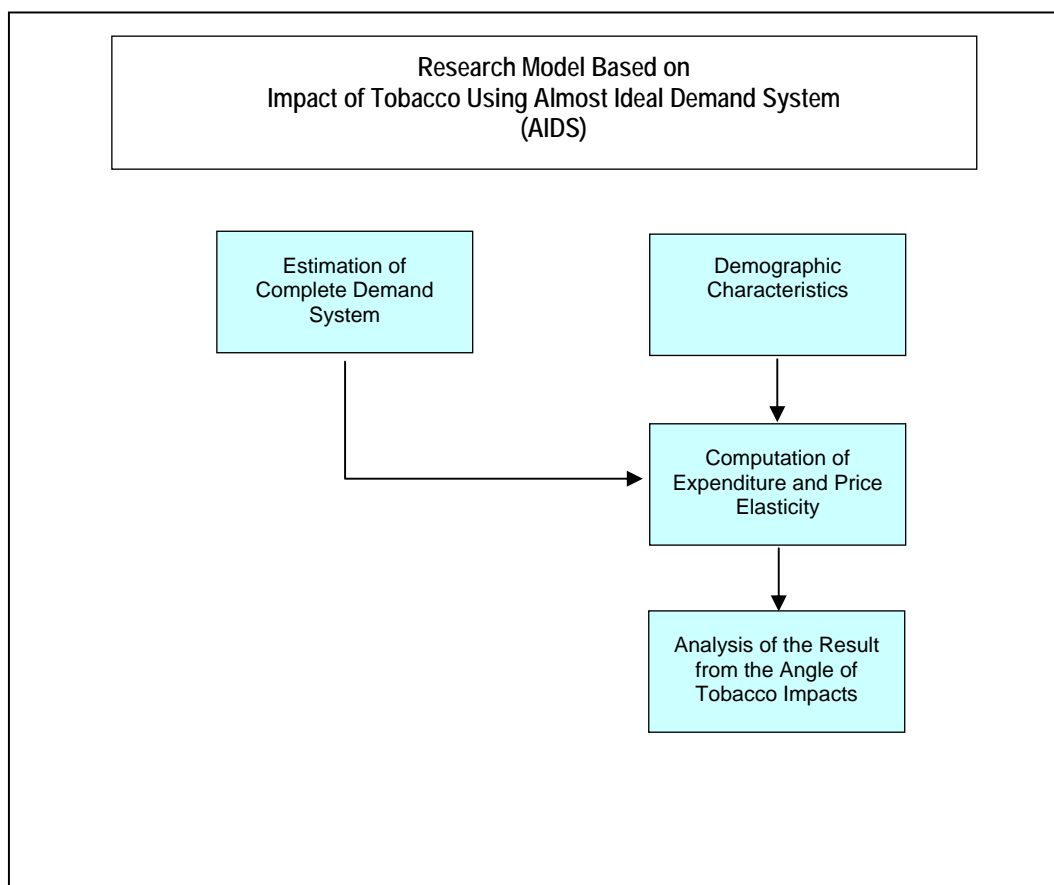 Research Model Based on
Impact of Tobacco Using Almost Ideal Demand System
(AIDS)
Estimation of
Complete Demand
System
Demographic
Characteristics
Computation of
Expenditure and Price
Elasticity
Analysis of the Result
from the Angle of
Tobacco Impacts